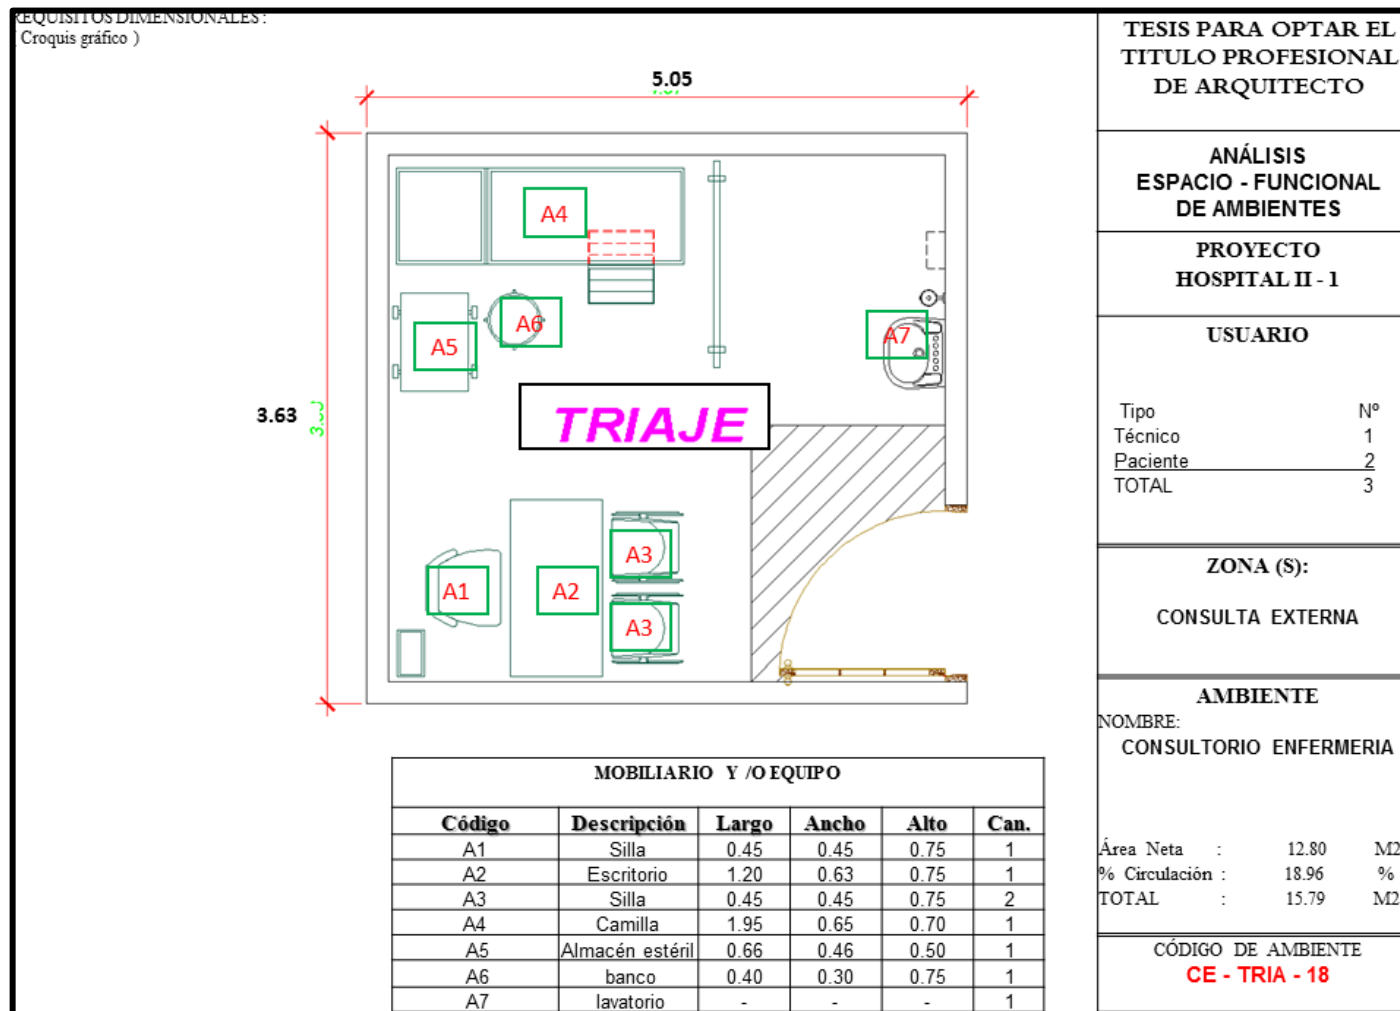 REQUISITOS DIMENSIONALES :
Croquis gráfico )
5.05
3.63
A4
A6
A5
A7
TRIAJE
A3
A1
A2
A3
MOBILIARIO Y /O EQUIPO
Código Descripción Largo Ancho Alto Can.
A1 Silla 0.45 0.45 0.75 1
A2 Escritorio 1.20 0.63 0.75 1
A3 Silla 0.45 0.45 0.75 2
A4 Camilla 1.95 0.65 0.70 1
A5 Almacén estéril 0.66 0.46 0.50 1
A6 banco 0.40 0.30 0.75 1
A7 lavatorio - - - 1
TESIS PARA OPTAR EL
TITULO PROFESIONAL
DE ARQUITECTO
ANÁLISIS
ESPACIO - FUNCIONAL
DE AMBIENTES
PROYECTO
HOSPITAL II - 1
USUARIO
Tipo Nº
Técnico 1
Paciente 2
TOTAL 3
ZONA (S):
CONSULTA EXTERNA
AMBIENTE
NOMBRE:
CONSULTORIO ENFERMERIA
Área Neta : 12.80 M2
% Circulación : 18.96 %
TOTAL : 15.79 M2
CÓDIGO DE AMBIENTE
CE - TRIA - 18